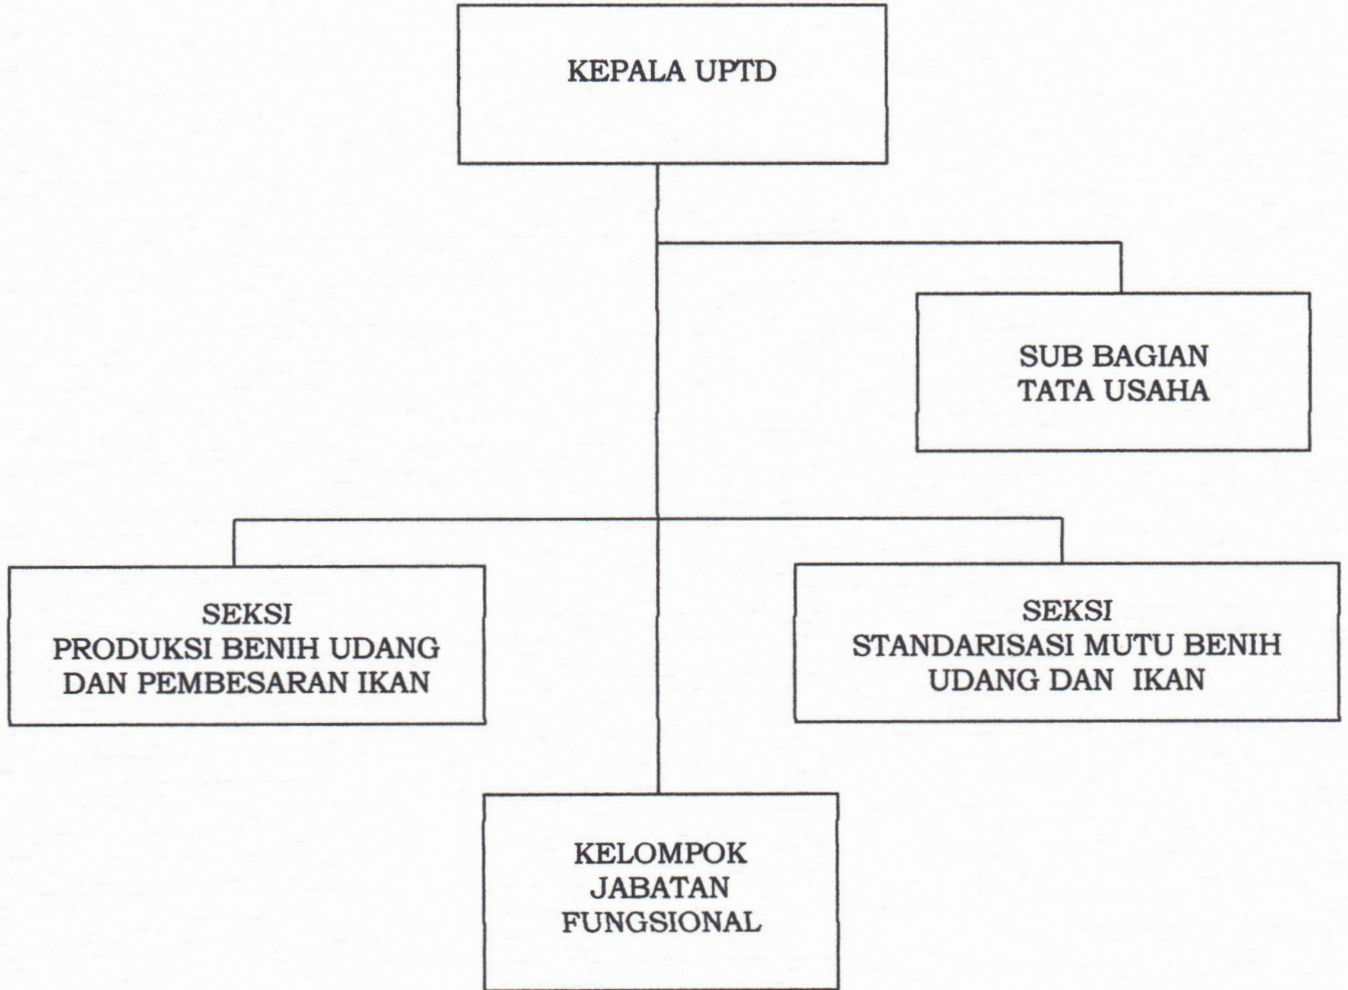 KEPALA UPTD
SUB BAGIAN
TATA USAHA
SEKSI
PRODUKSI BENIH UDANG
DAN PEMBESARAN IKAN
SEKSI
STANDARISASI MUTU BENIH
UDANG DAN IKAN
KELOMPOK
JABATAN
FUNGSIONAL